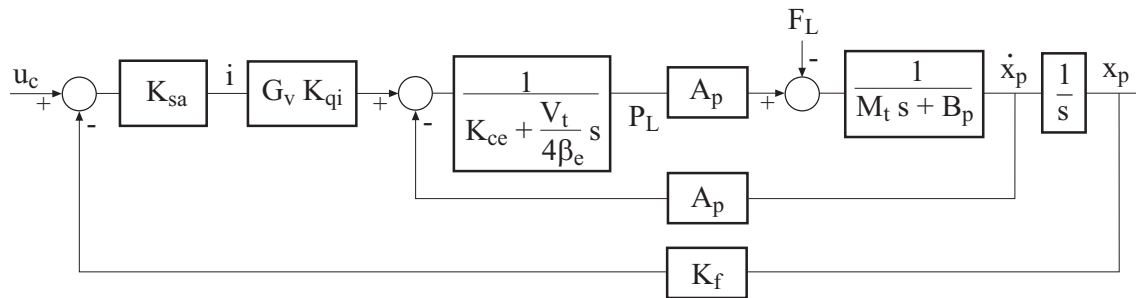 u_c
+
-
K_sa
i
G_v K_qi
+
-
1
K_ce + V_t/4β_e s
P_L
A_p
F_L
-
+
1
M_t s + B_p
ẋ_p
1
s
x_p
A_p
K_f